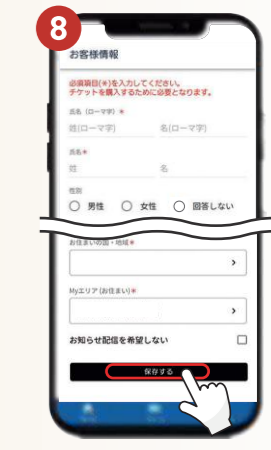 8
お客様情報
必須項目(*)を入力してください。
チケットを購入するために必要となります。
氏名 (ローマ字) *
姓(ローマ字) 名(ローマ字)
氏名*
姓 名
性別
男性 女性 回答しない
お住まいの国・地域*
Myエリア (お住まい)*
お知らせ配信を希望しない
保存する